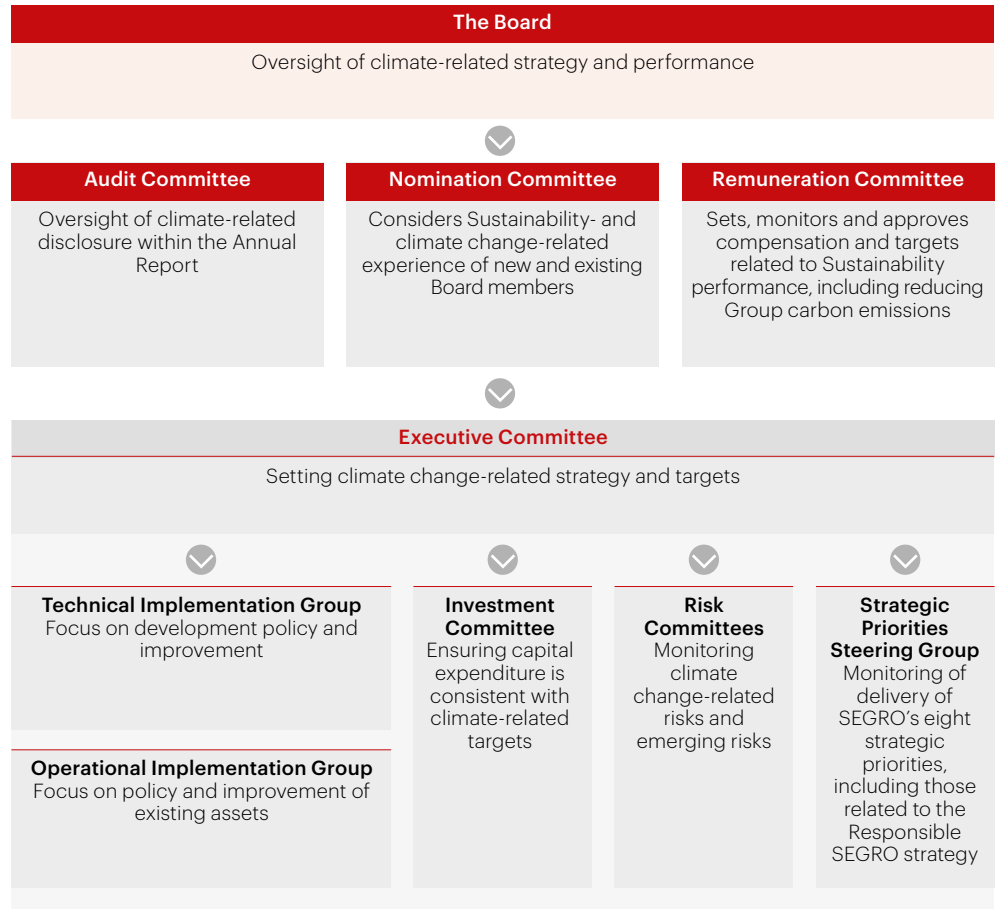 The Board
Oversight of climate-related strategy and performance
Audit Committee
Oversight of climate-related
disclosure within the Annual
Report
Nomination Committee
Considers Sustainability- and
climate change-related
experience of new and existing
Board members
Remuneration Committee
Sets, monitors and approves
compensation and targets
related to Sustainability
performance, including reducing
Group carbon emissions
Executive Committee
Setting climate change-related strategy and targets
Technical Implementation Group
Focus on development policy and
improvement
Operational Implementation Group
Focus on policy and improvement of
existing assets
Investment
Committee
Ensuring capital
expenditure is
consistent with
climate-related
targets
Risk
Committees
Monitoring
climate
change-related
risks and
emerging risks
Strategic
Priorities
Steering Group
Monitoring of
delivery of
SEGRO’s eight
strategic
priorities,
including those
related to the
Responsible
SEGRO strategy